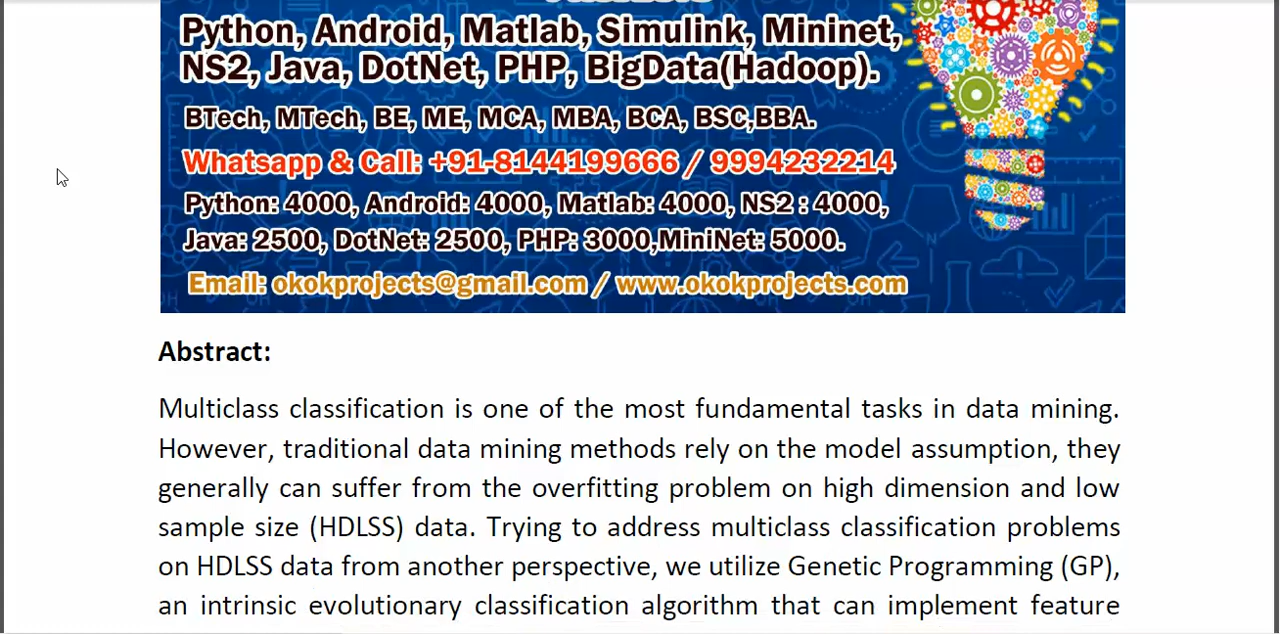 Python, Android, Matlab, Simulink, Mininet,
NS2, Java, DotNet, PHP, BigData(Hadoop).
BTech, MTech, BE, ME, MCA, MBA, BCA, BSC,BBA.
Whatsapp & Call: +91-8144199666 / 9994232214
Python: 4000, Android: 4000, Matlab: 4000, NS2 : 4000,
Java: 2500, DotNet: 2500, PHP: 3000,MiniNet: 5000.
Email: okokprojects@gmail.com / www.okokprojects.com
Abstract:
Multiclass classification is one of the most fundamental tasks in data mining.
However, traditional data mining methods rely on the model assumption, they
generally can suffer from the overfitting problem on high dimension and low
sample size (HDLSS) data. Trying to address multiclass classification problems
on HDLSS data from another perspective, we utilize Genetic Programming (GP),
an intrinsic evolutionary classification algorithm that can implement feature